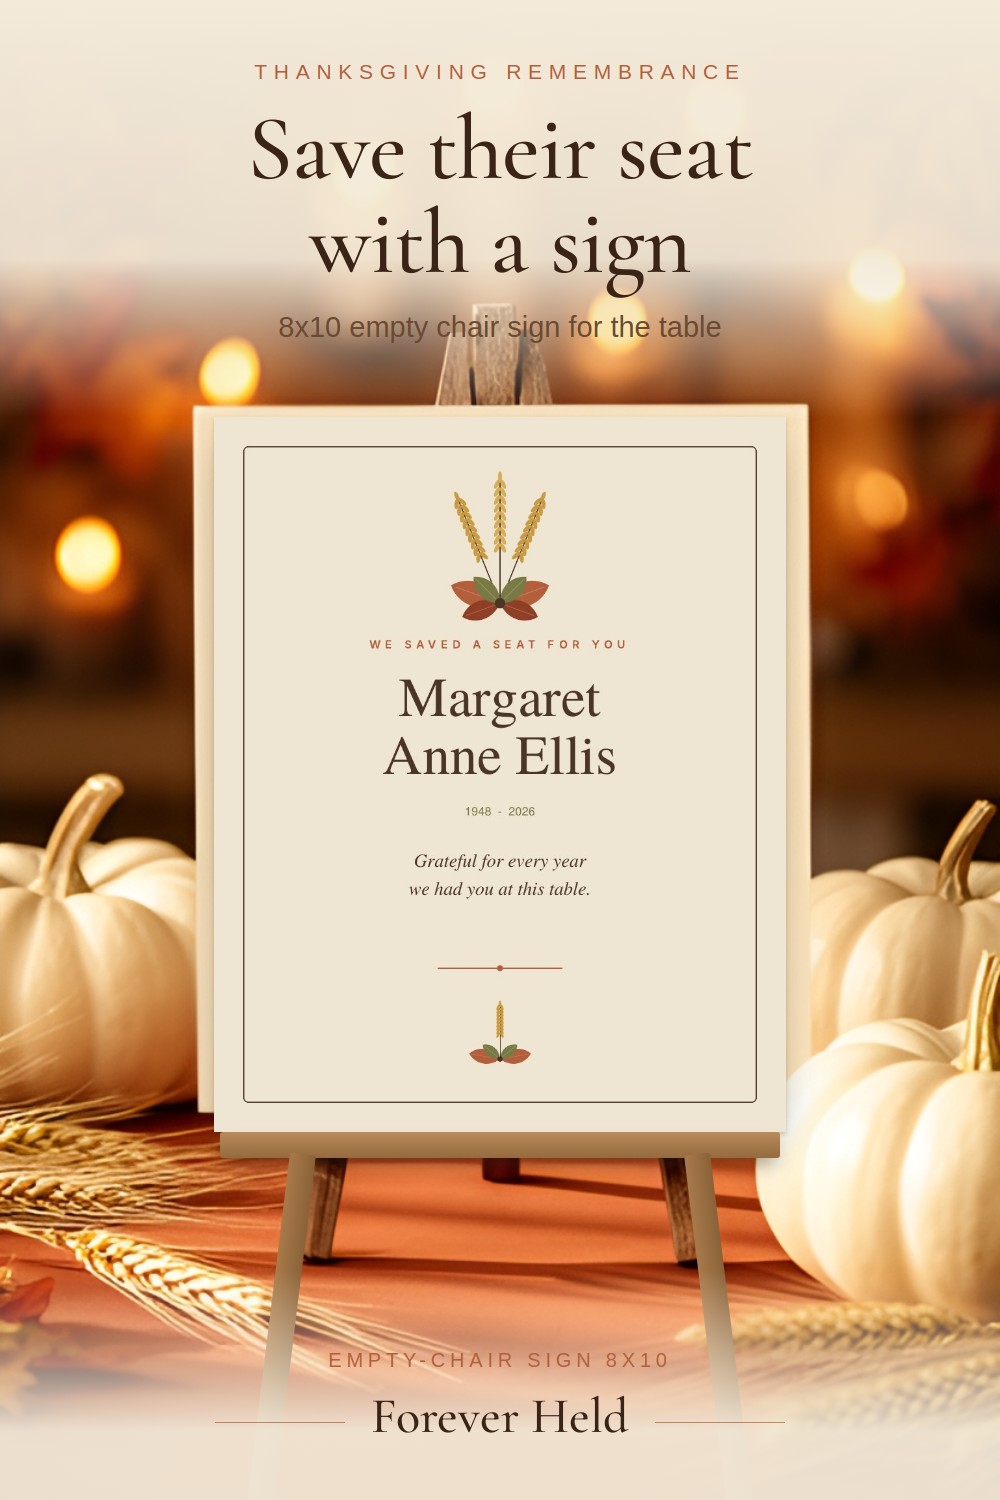 THANKSGIVING REMEMBRANCE
Save their seat
with a sign
8x10 empty chair sign for the table
WE SAVED A SEAT FOR YOU
Margaret
Anne Ellis
1948 - 2026
Grateful for every year
we had you at this table.
EMPTY-CHAIR SIGN 8X10
Forever Held